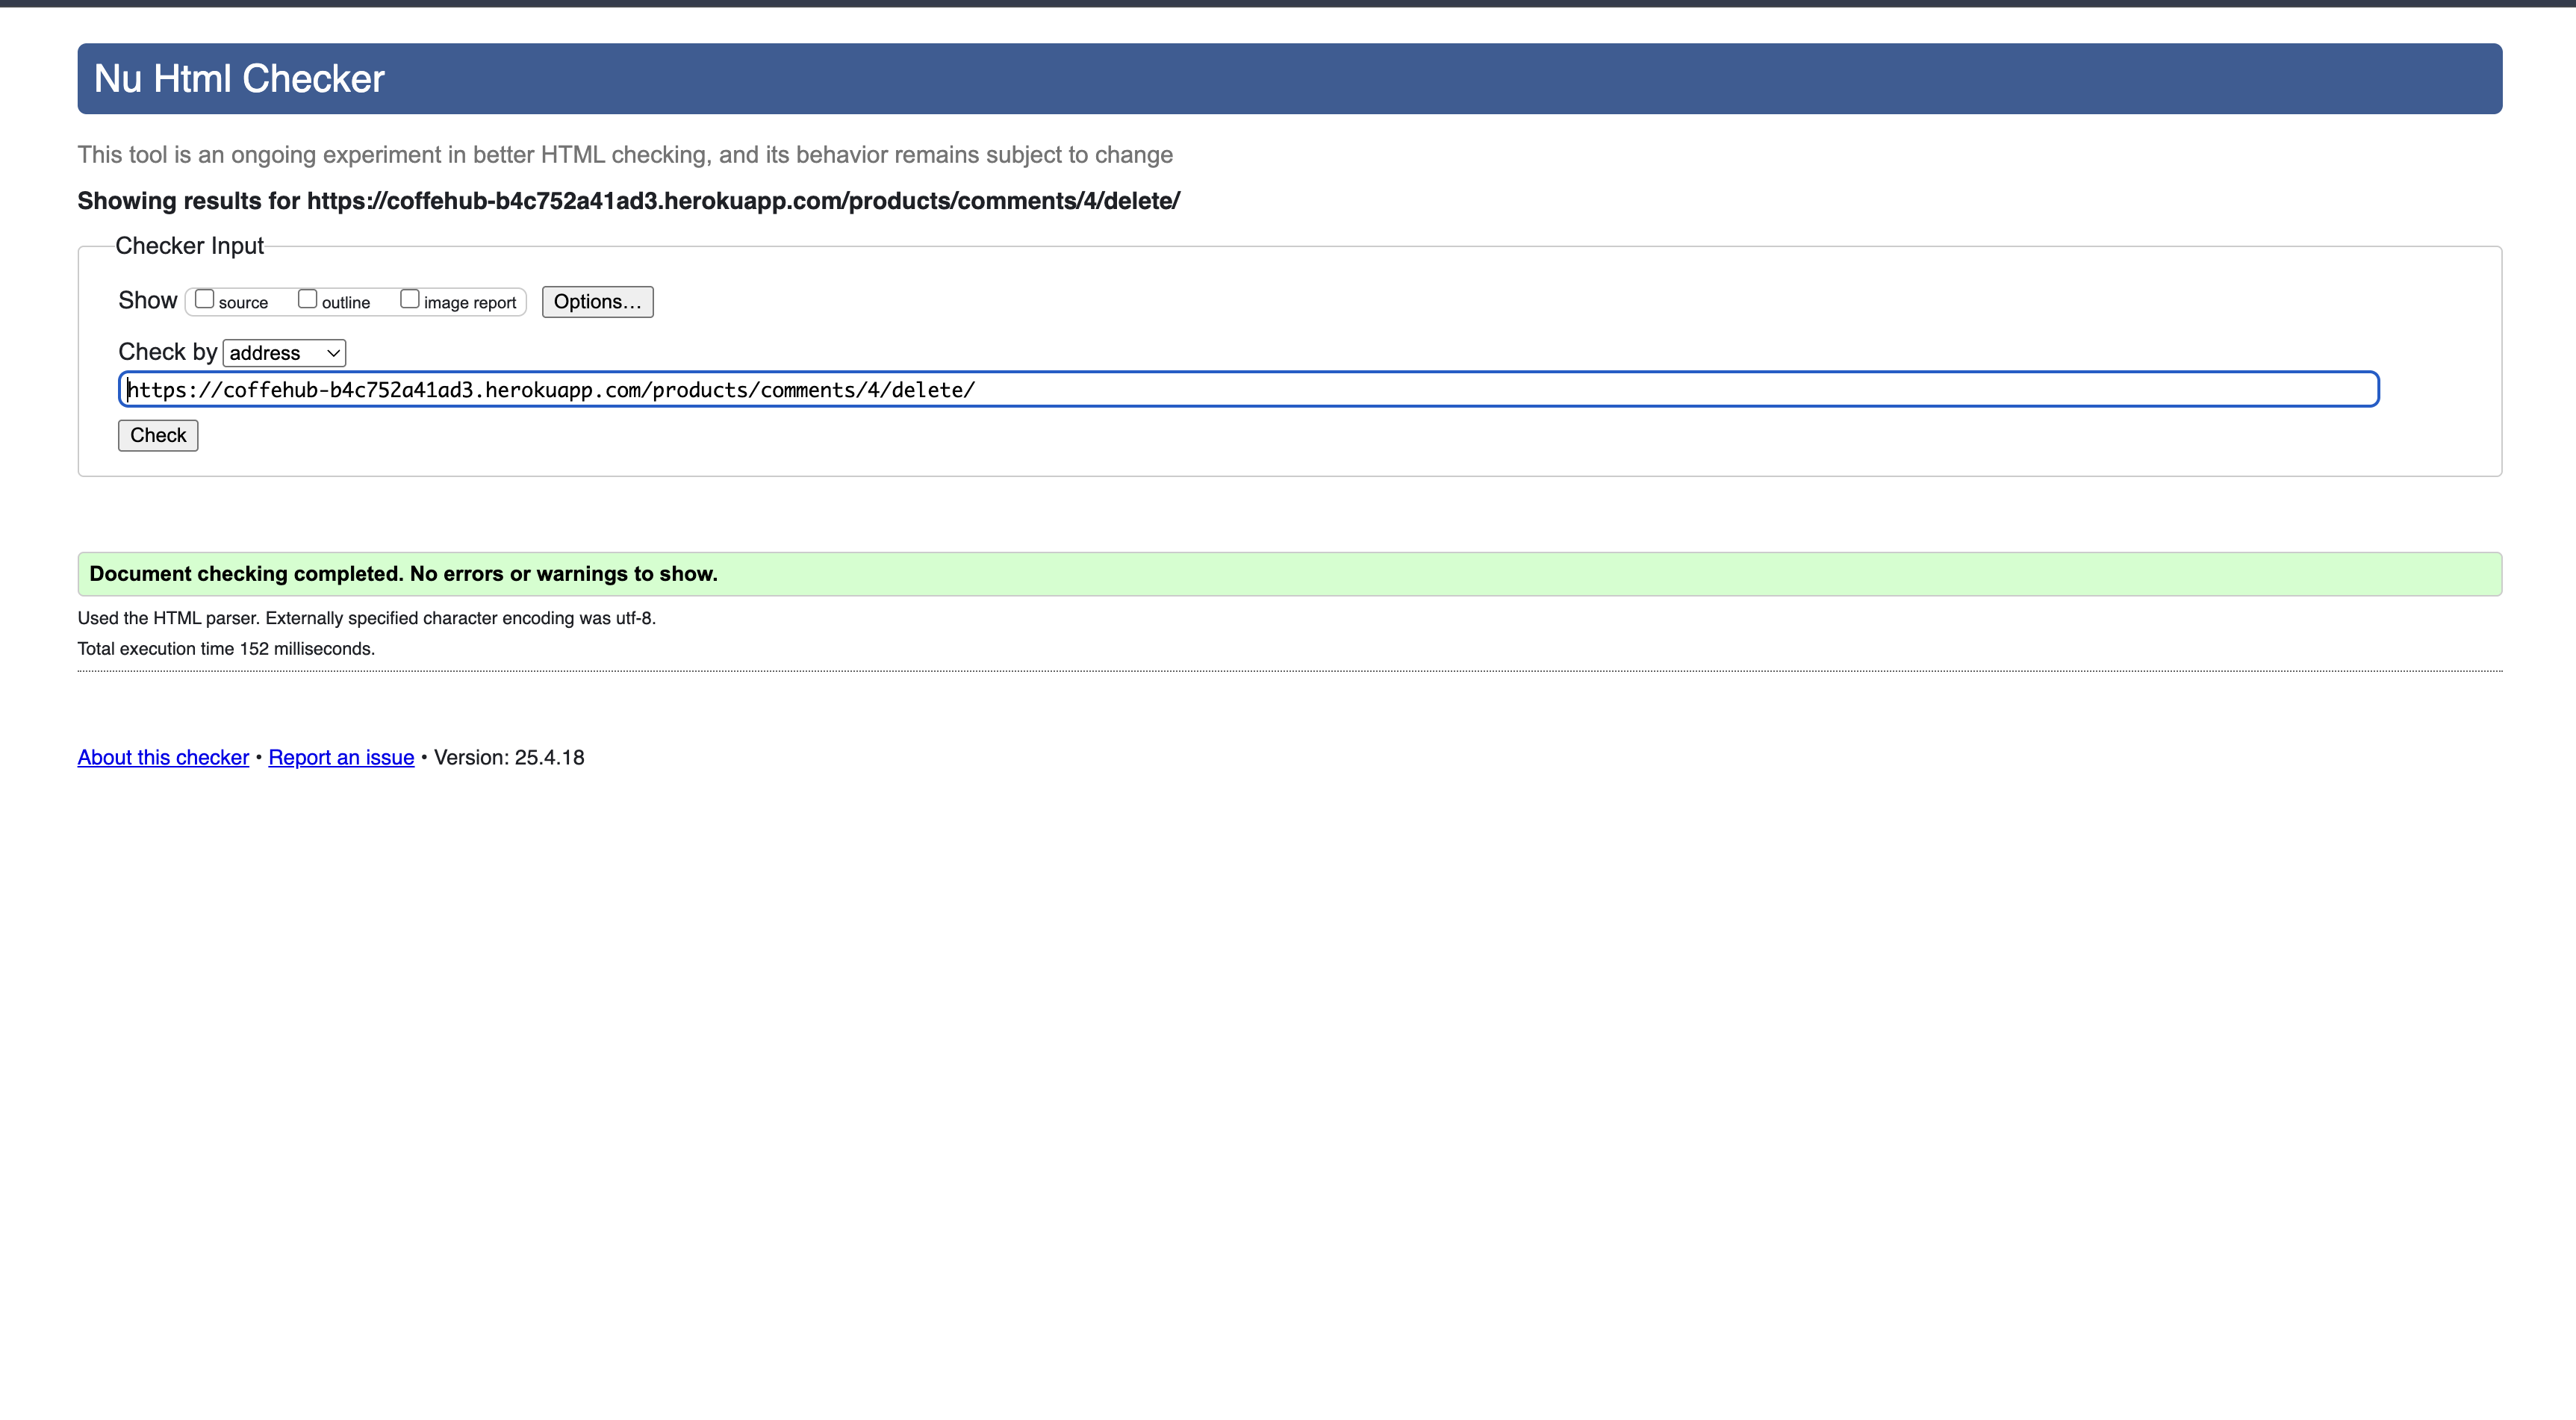 Nu Html Checker
This tool is an ongoing experiment in better HTML checking, and its behavior remains subject to change
Showing results for https://coffehub-b4c752a41ad3.herokuapp.com/products/comments/4/delete/
Checker Input
Show source outline image report Options…
Check by address
https://coffehub-b4c752a41ad3.herokuapp.com/products/comments/4/delete/
Check
Document checking completed. No errors or warnings to show.
Used the HTML parser. Externally specified character encoding was utf-8.
Total execution time 152 milliseconds.
About this checker • Report an issue • Version: 25.4.18